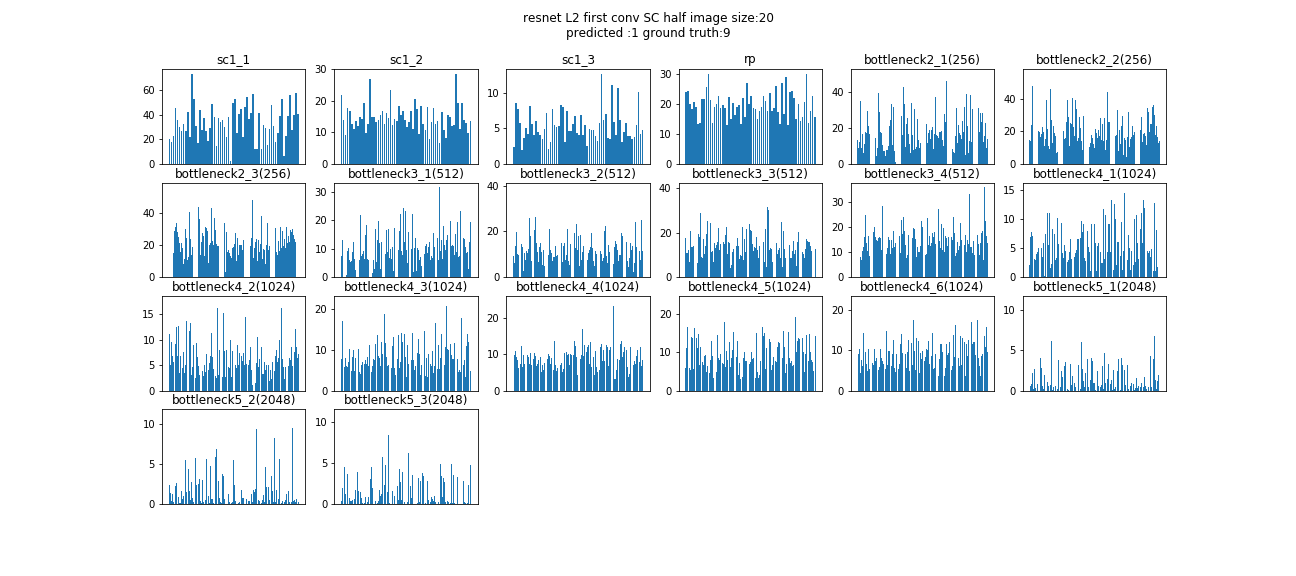 resnet L2 first conv SC half image size:20
predicted :1 ground truth:9
sc1_1 sc1_2 sc1_3 rp bottleneck2_1(256) bottleneck2_2(256)
60 40 20 0
30 20 10 0
10 5 0
30 20 10 0
40 20 0
40 20 0
bottleneck2_3(256) bottleneck3_1(512) bottleneck3_2(512) bottleneck3_3(512) bottleneck3_4(512) bottleneck4_1(1024)
40 20 0
30 20 10 0
40 20 0
40 20 0
30 20 10 0
15 10 5 0
bottleneck4_2(1024) bottleneck4_3(1024) bottleneck4_4(1024) bottleneck4_5(1024) bottleneck4_6(1024) bottleneck5_1(2048)
15 10 5 0
20 10 0
20 10 0
20 10 0
20 10 0
10 5 0
bottleneck5_2(2048) bottleneck5_3(2048)
10 5 0
10 5 0